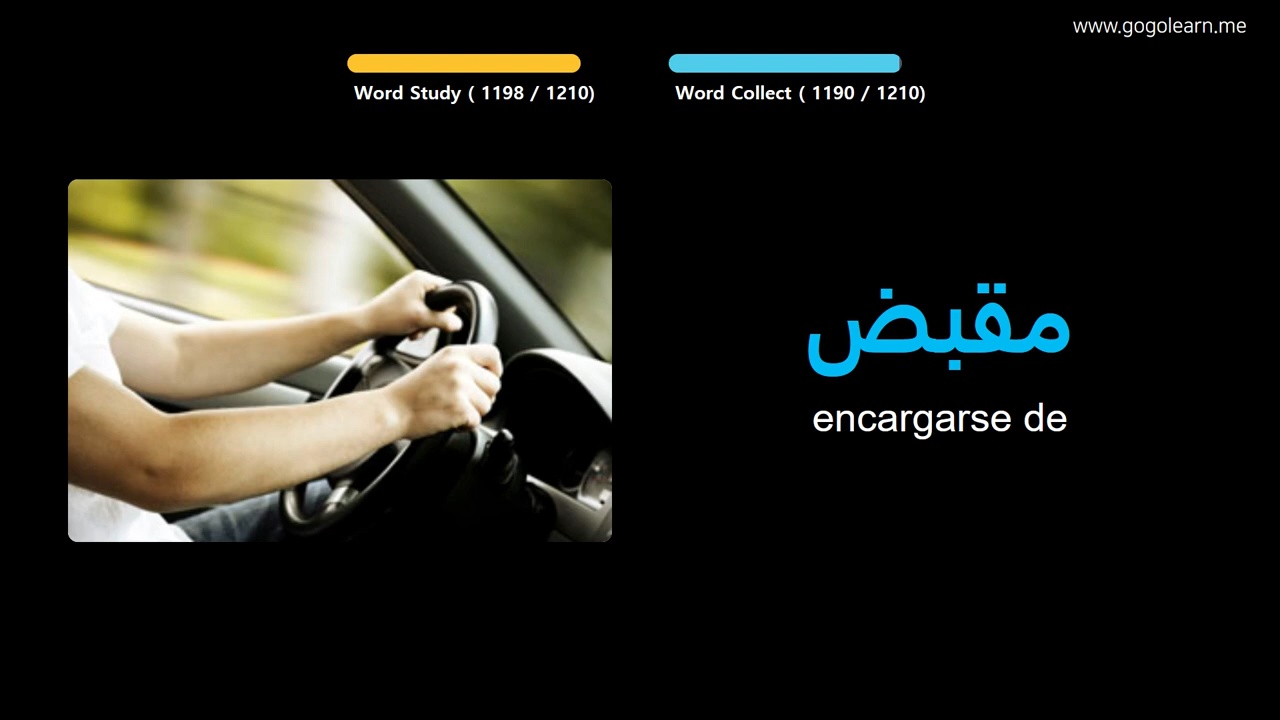 www.gogolearn.me
Word Study ( 1198 / 1210)
Word Collect ( 1190 / 1210)
مقبض
encargarse de